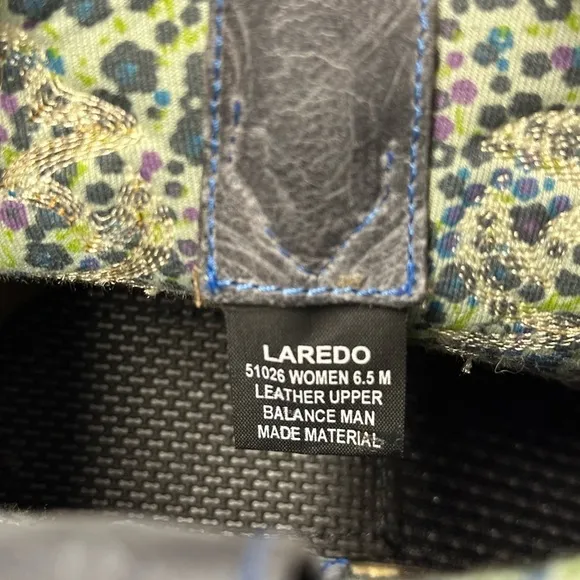 LAREDO
51026 WOMEN 6.5 M
LEATHER UPPER
BALANCE MAN
MADE MATERIAL